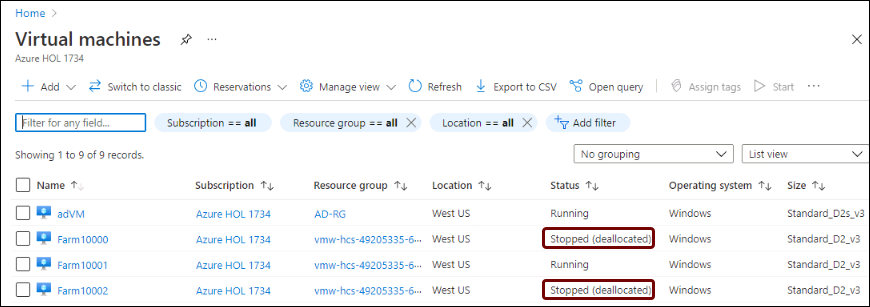 Home
Virtual machines
Azure HOL 1734
Add Switch to classic Reservations Manage view Refresh Export to CSV Open query Assign tags Start
Filter for any field... Subscription == all Resource group == all Location == all Add filter
Showing 1 to 9 of 9 records. No grouping List view
Name Subscription Resource group Location Status Operating system Size
adVM Azure HOL 1734 AD-RG West US Running Windows Standard_D2s_v3
Farm10000 Azure HOL 1734 vmw-hcs-49205335-6... West US Stopped (deallocated) Windows Standard_D2_v3
Farm10001 Azure HOL 1734 vmw-hcs-49205335-6... West US Running Windows Standard_D2_v3
Farm10002 Azure HOL 1734 vmw-hcs-49205335-6... West US Stopped (deallocated) Windows Standard_D2_v3